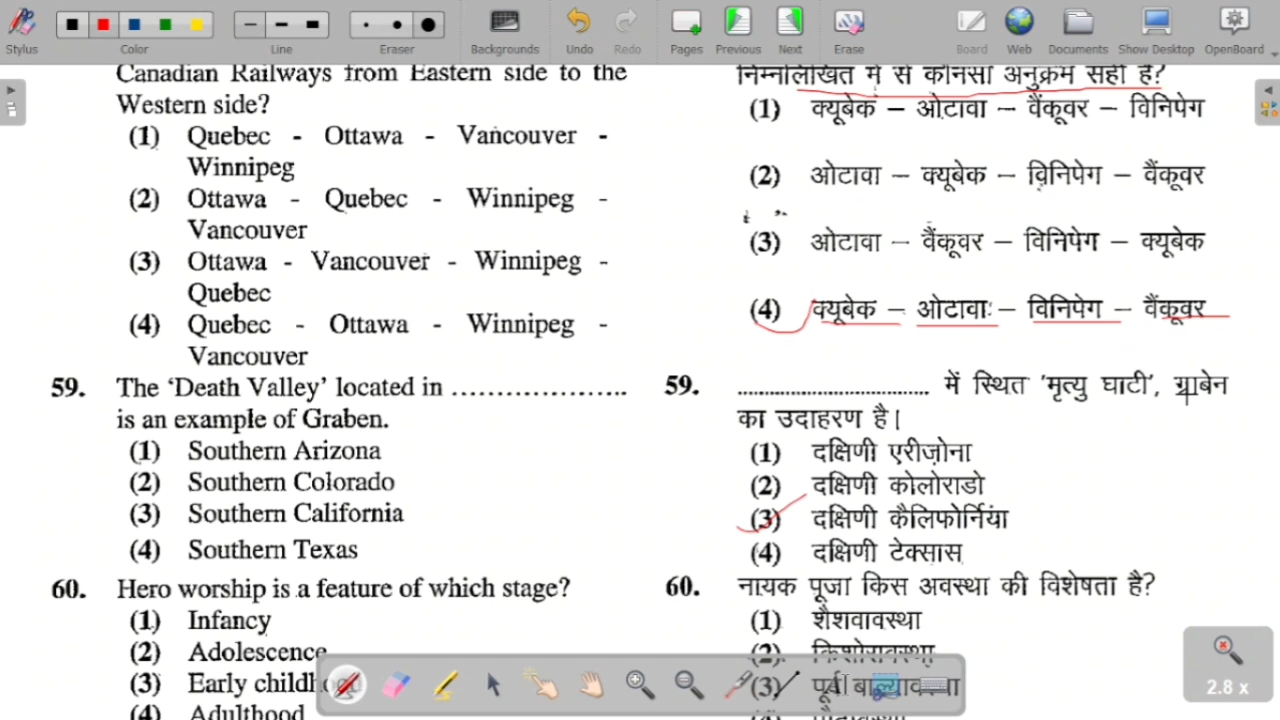 Stylus
Color
Line
Eraser
Backgrounds
Undo
Redo
Pages
Previous
Next
Erase
Board
Web
Documents
Show Desktop
OpenBoard
Canadian Railways from Eastern side to the
Western side?
(1) Quebec - Ottawa - Vancouver -
Winnipeg
(2) Ottawa - Quebec - Winnipeg -
Vancouver
(3) Ottawa - Vancouver - Winnipeg -
Quebec
(4) Quebec - Ottawa - Winnipeg -
Vancouver
59. The ‘Death Valley’ located in ....................
is an example of Graben.
(1) Southern Arizona
(2) Southern Colorado
(3) Southern California
(4) Southern Texas
60. Hero worship is a feature of which stage?
(1) Infancy
(2) Adolescence
(3) Early childhood
(4) Adulthood
निम्नलिखित में से कौनसा अनुक्रम सही है?
(1) क्यूबेक – ओटावा – वैंकूवर – विनिपेग
(2) ओटावा – क्यूबेक – विनिपेग – वैंकूवर
(3) ओटावा – वैंकूवर – विनिपेग – क्यूबेक
(4) क्यूबेक – ओटावा – विनिपेग – वैंकूवर
59. .................... में स्थित 'मृत्यु घाटी', ग्राबेन
का उदाहरण है।
(1) दक्षिणी एरीज़ोना
(2) दक्षिणी कोलोराडो
(3) दक्षिणी कैलिफोर्निया
(4) दक्षिणी टेक्सास
60. नायक पूजा किस अवस्था की विशेषता है?
(1) शैशवावस्था
(2) किशोरावस्था
(3) पूर्व बाल्यावस्था
2.8 x